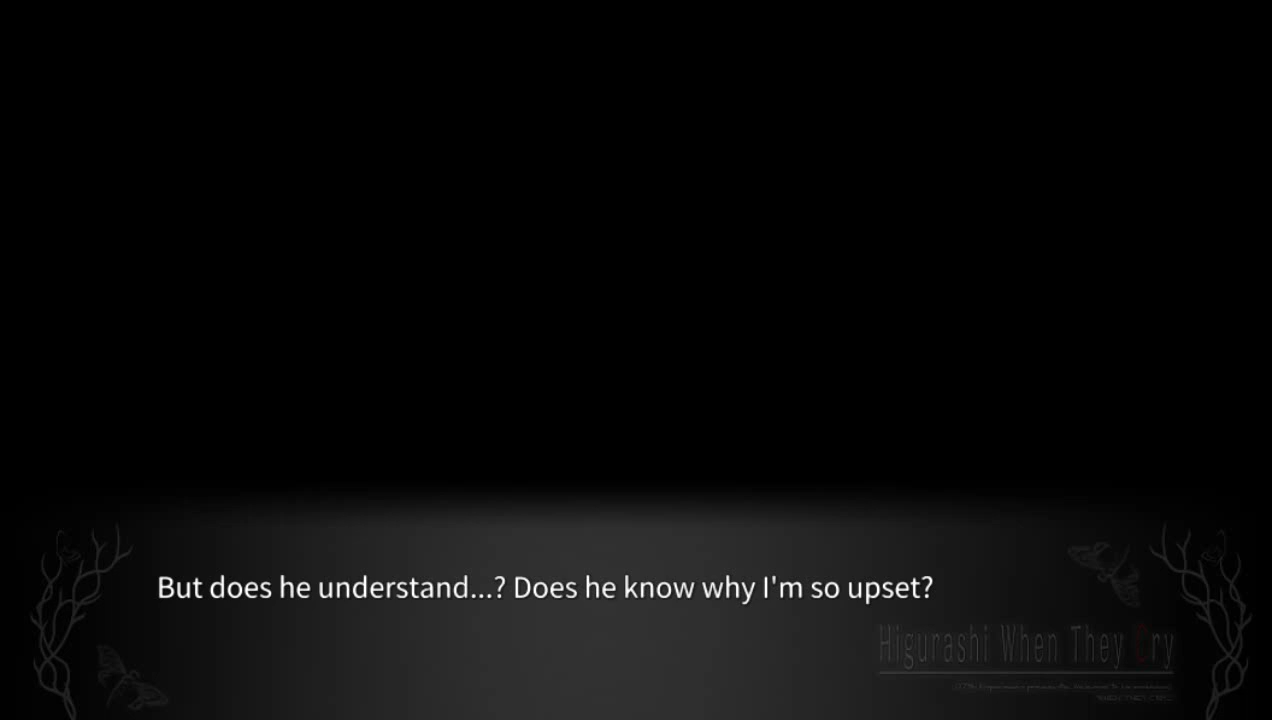 But does he understand...? Does he know why I'm so upset?
Higurashi When They Cry